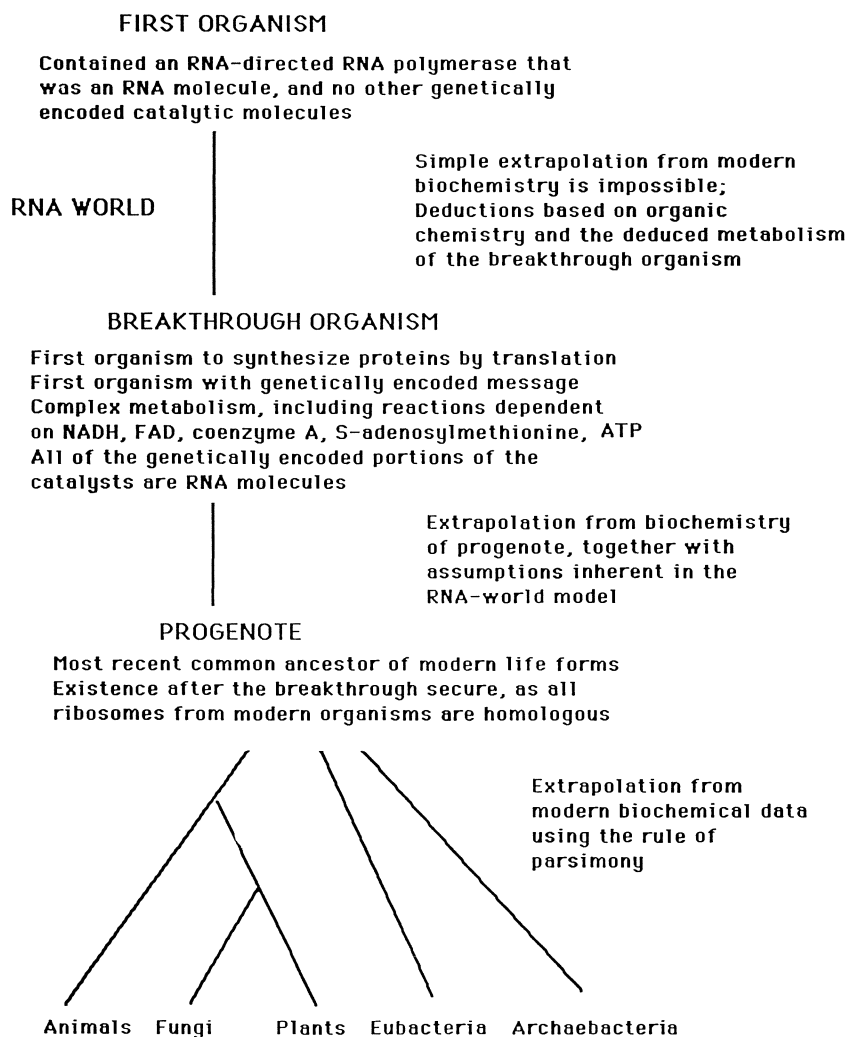 FIRST ORGANISM
Contained an RNA-directed RNA polymerase that
was an RNA molecule, and no other genetically
encoded catalytic molecules
RNA WORLD
Simple extrapolation from modern
biochemistry is impossible;
Deductions based on organic
chemistry and the deduced metabolism
of the breakthrough organism
BREAKTHROUGH ORGANISM
First organism to synthesize proteins by translation
First organism with genetically encoded message
Complex metabolism, including reactions dependent
on NADH, FAD, coenzyme A, S-adenosylmethionine, ATP
All of the genetically encoded portions of the
catalysts are RNA molecules
Extrapolation from biochemistry
of progenote, together with
assumptions inherent in the
RNA-world model
PROGENOTE
Most recent common ancestor of modern life forms
Existence after the breakthrough secure, as all
ribosomes from modern organisms are homologous
Extrapolation from
modern biochemical data
using the rule of
parsimony
Animals Fungi Plants Eubacteria Archaebacteria